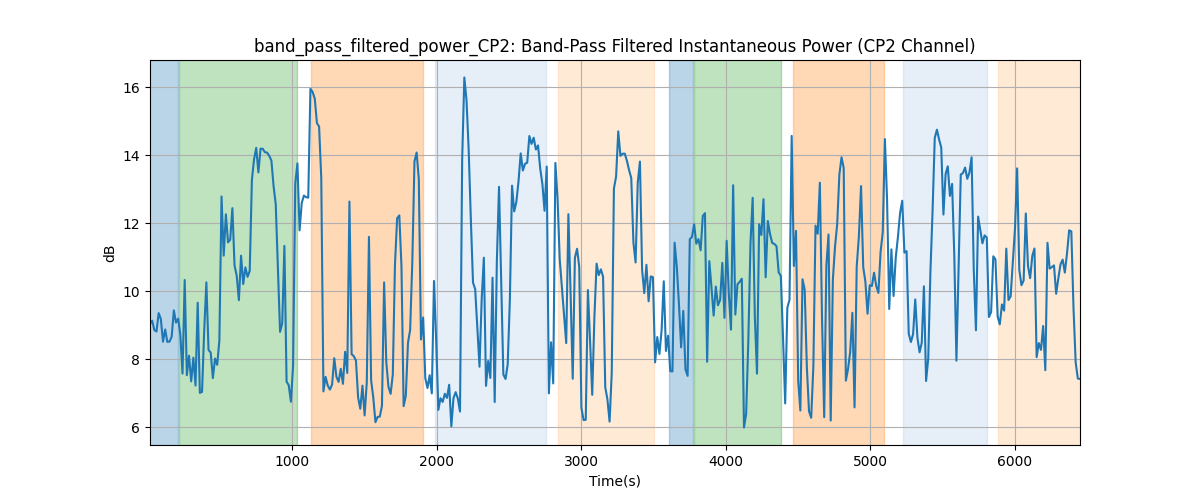 band_pass_filtered_power_CP2: Band-Pass Filtered Instantaneous Power (CP2 Channel)
16
14
12
10
8
6
dB
1000 2000 3000 4000 5000 6000
Time(s)